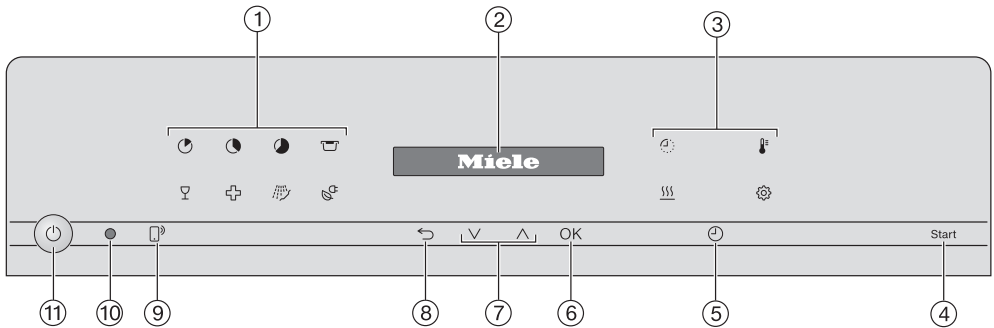 ① ② ③
Miele
OK Start
⑪ ⑩ ⑨ ⑧ ⑦ ⑥ ⑤ ④